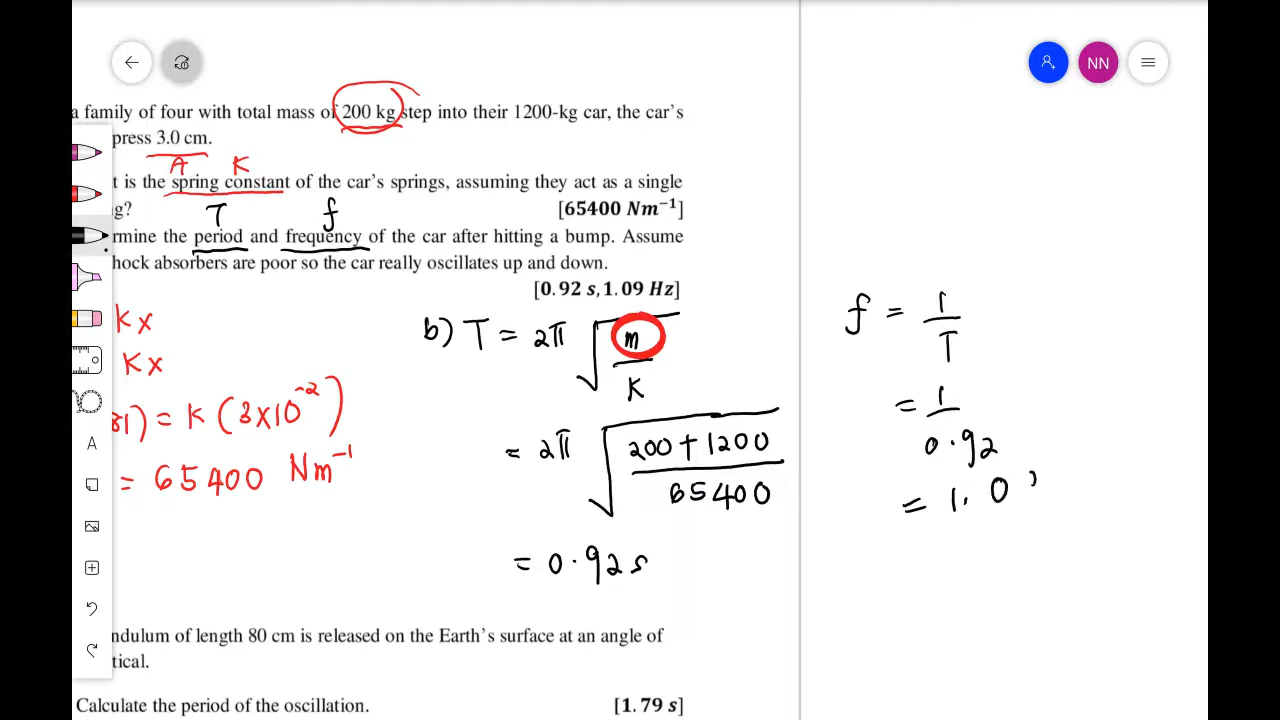 NN
a family of four with total mass of 200 kg step into their 1200-kg car, the car's
press 3.0 cm.
A K
t is the spring constant of the car's springs, assuming they act as a single
ng? [65400 Nm⁻¹]
T f
rmine the period and frequency of the car after hitting a bump. Assume
hock absorbers are poor so the car really oscillates up and down.
[0.92 s, 1.09 Hz]
kx
kx
81) = K (3x10⁻²)
= 65400 Nm⁻¹
b) T = 2π √(m/K)
= 2π √(200+1200/65400)
= 0.92 s
f = 1/T
= 1/0.92
= 1.0
ndulum of length 80 cm is released on the Earth's surface at an angle of
tical.
Calculate the period of the oscillation. [1.79 s]
A